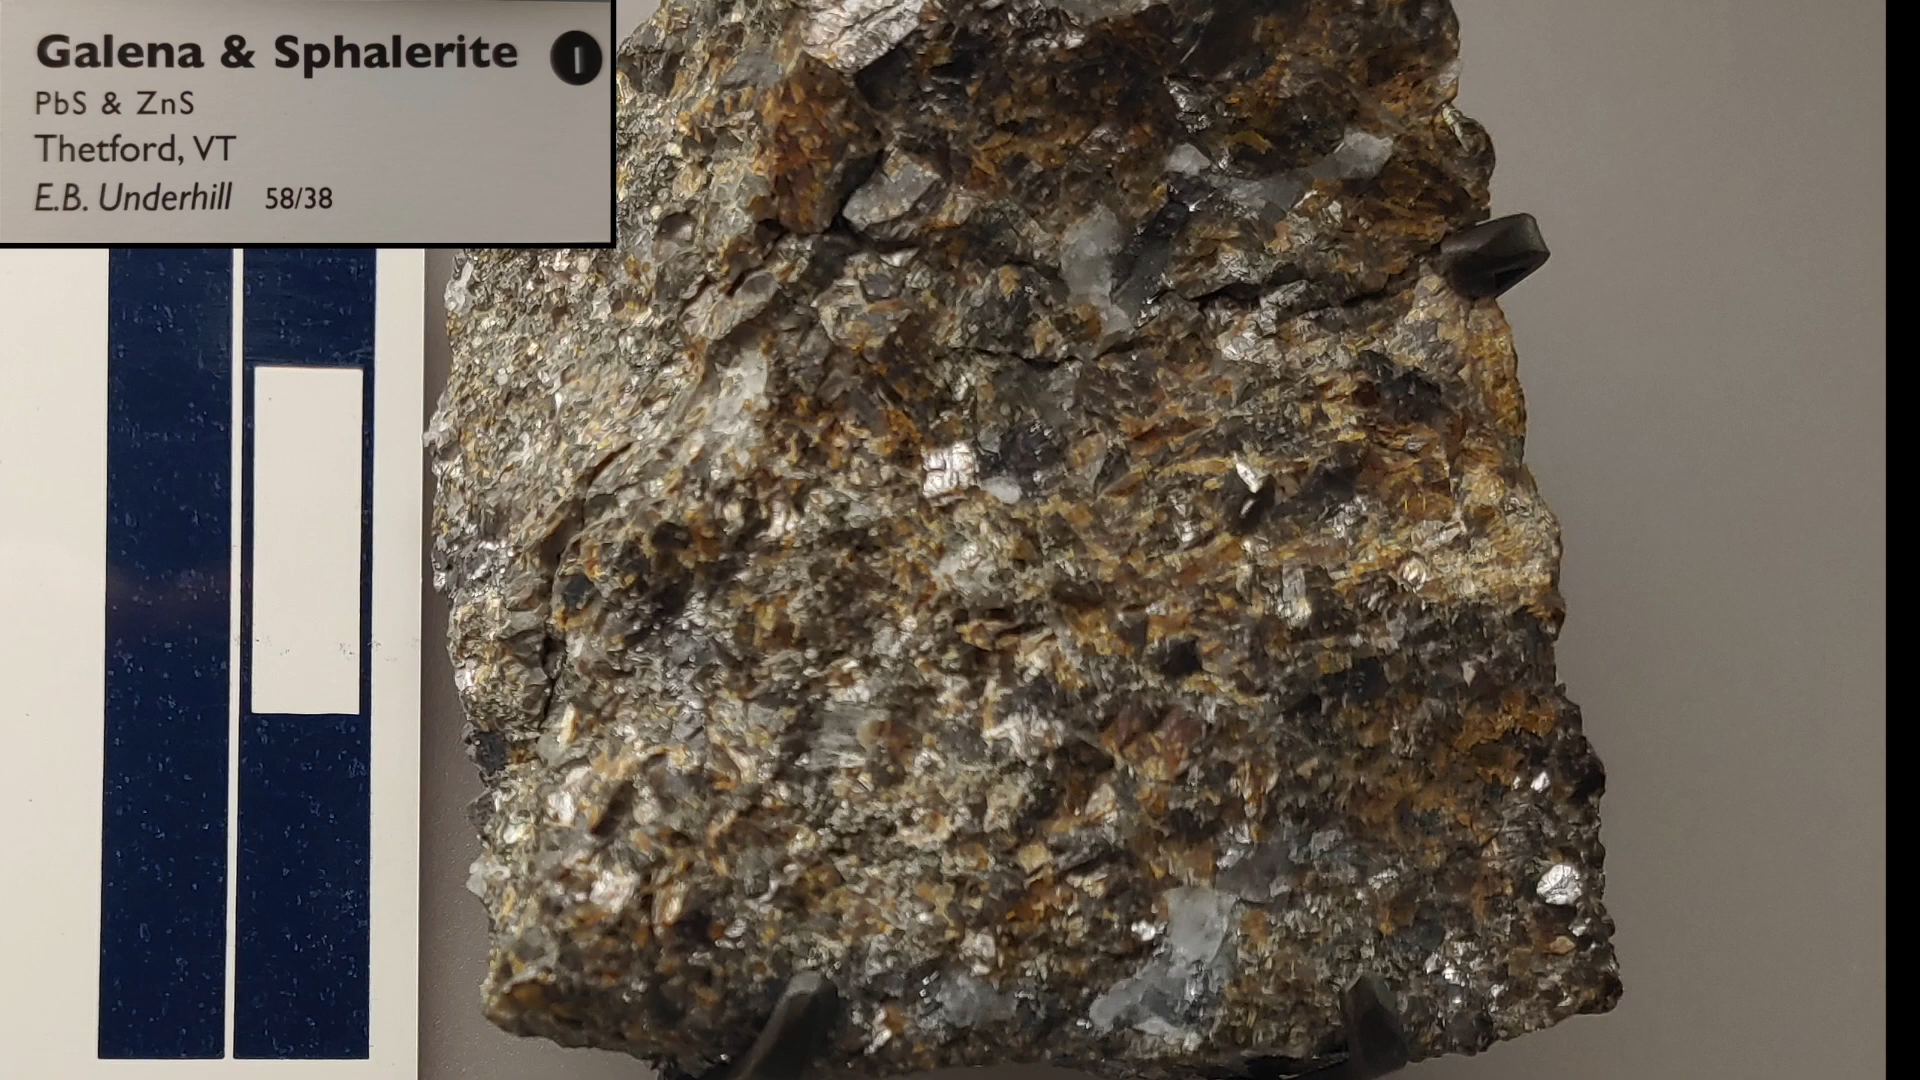 Galena & Sphalerite 1
PbS & ZnS
Thetford, VT
E.B. Underhill 58/38